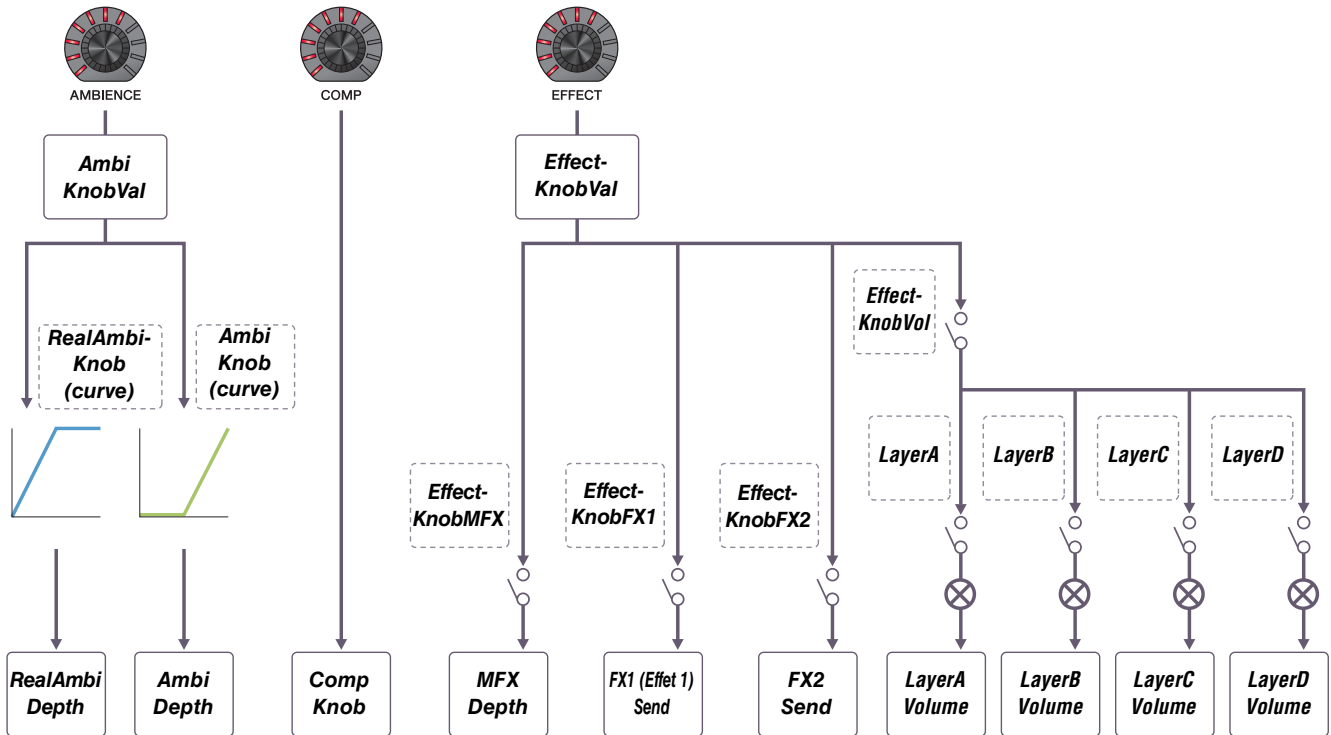 AMBIENCE
COMP
EFFECT
Ambi
KnobVal
Effect-
KnobVal
Effect-
KnobVol
RealAmbi-
Knob
(curve)
Ambi
Knob
(curve)
LayerA
LayerB
LayerC
LayerD
Effect-
KnobMFX
Effect-
KnobFX1
Effect-
KnobFX2
RealAmbi
Depth
Ambi
Depth
Comp
Knob
MFX
Depth
FX1 (Effet 1)
Send
FX2
Send
LayerA
Volume
LayerB
Volume
LayerC
Volume
LayerD
Volume